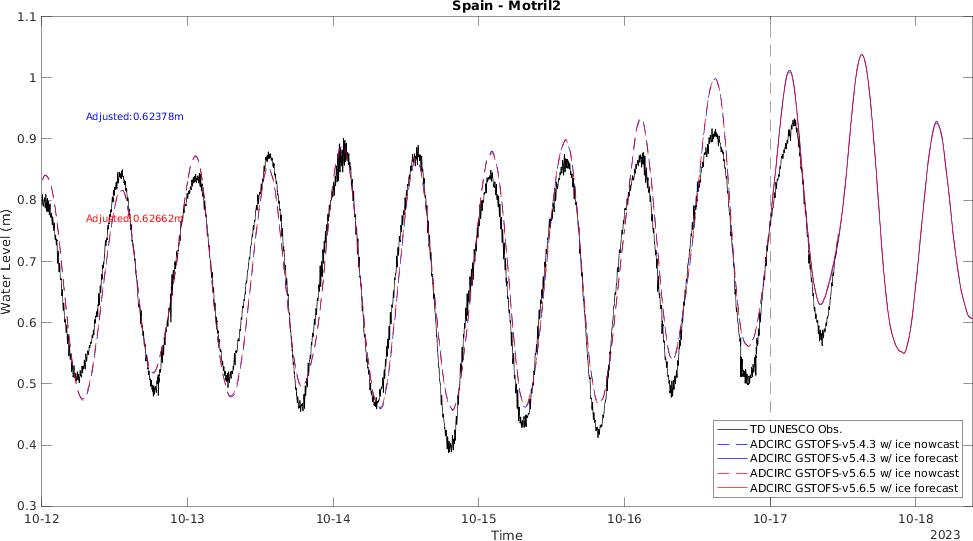 Spain - Motril2
1.1
1
0.9
0.8
0.7
0.6
0.5
0.4
0.3
Water Level (m)
Adjusted:0.62378m
Adjusted:0.62662m
TD UNESCO Obs.
ADCIRC GSTOFS-v5.4.3 w/ ice nowcast
ADCIRC GSTOFS-v5.4.3 w/ ice forecast
ADCIRC GSTOFS-v5.6.5 w/ ice nowcast
ADCIRC GSTOFS-v5.6.5 w/ ice forecast
10-12 10-13 10-14 10-15 10-16 10-17 10-18
Time
2023